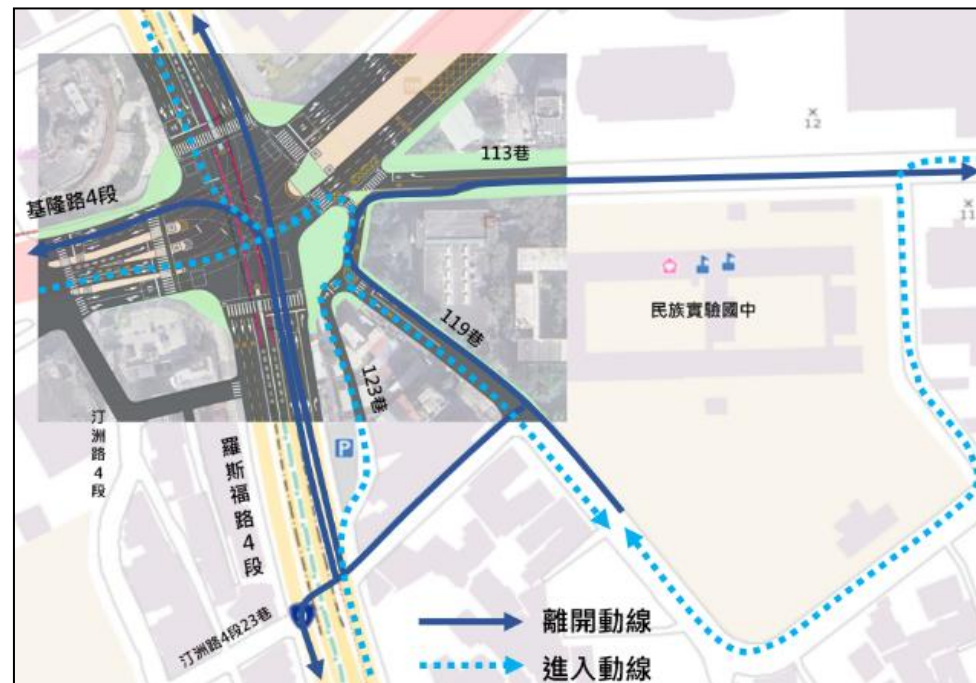 113巷
12
基隆路4段
11
民族實驗國中
119巷
123巷
P
汀洲路4段
羅斯福路4段
汀洲路4段23巷
離開動線
進入動線